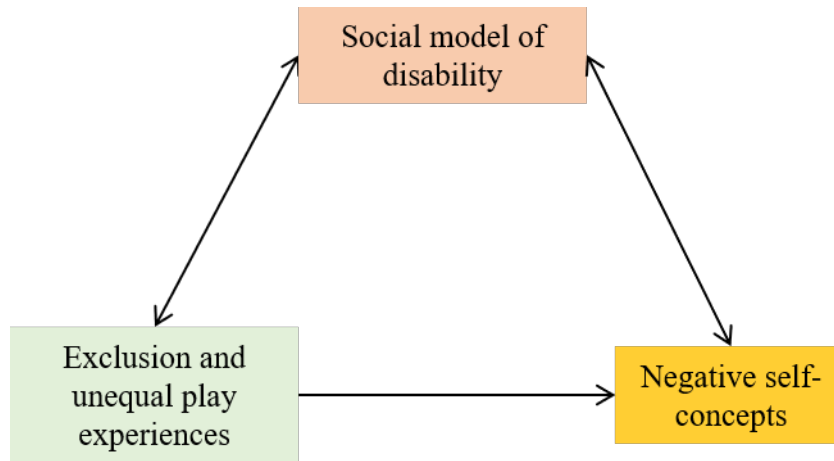 Social model of
disability
Exclusion and
unequal play
experiences
Negative self-
concepts